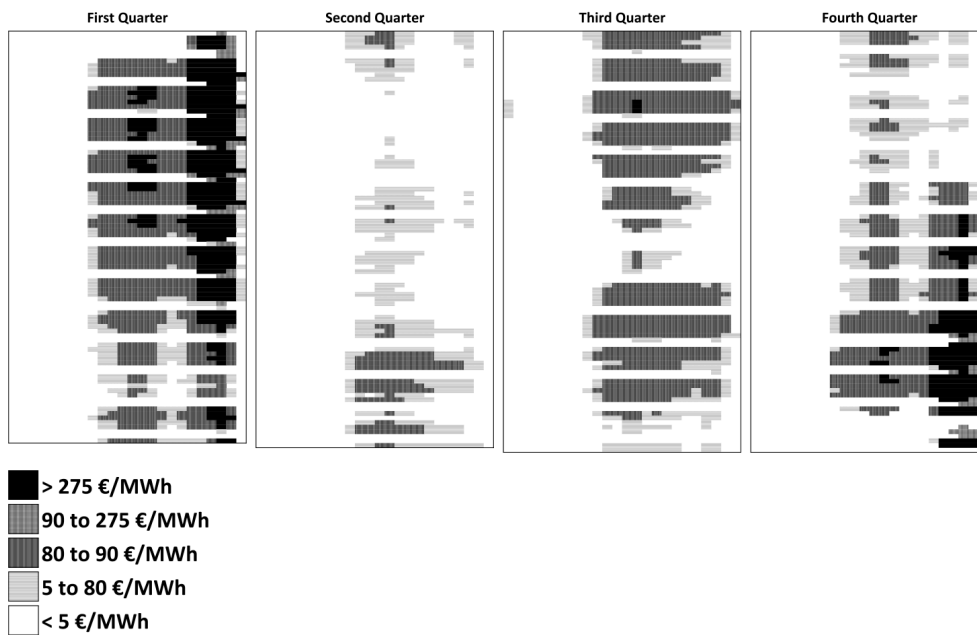 First Quarter
Second Quarter
Third Quarter
Fourth Quarter
> 275 €/MWh
90 to 275 €/MWh
80 to 90 €/MWh
5 to 80 €/MWh
< 5 €/MWh